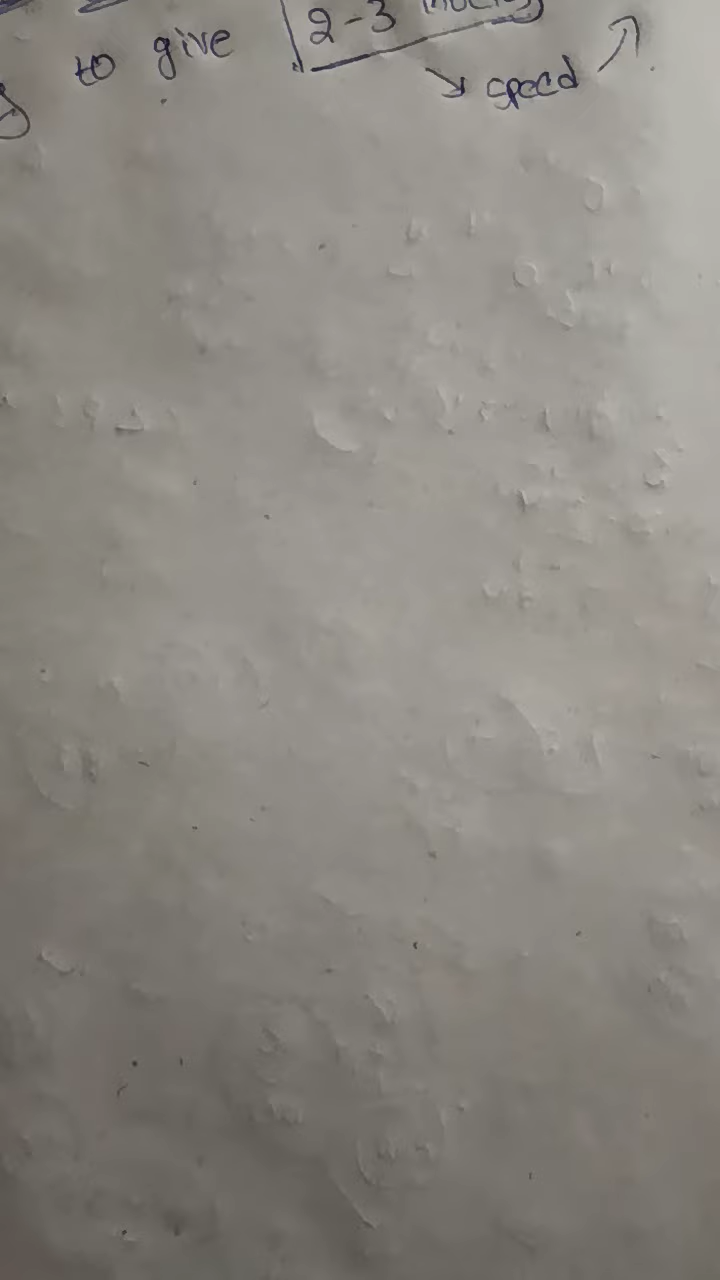 to give 2-3
↘ speed ↗